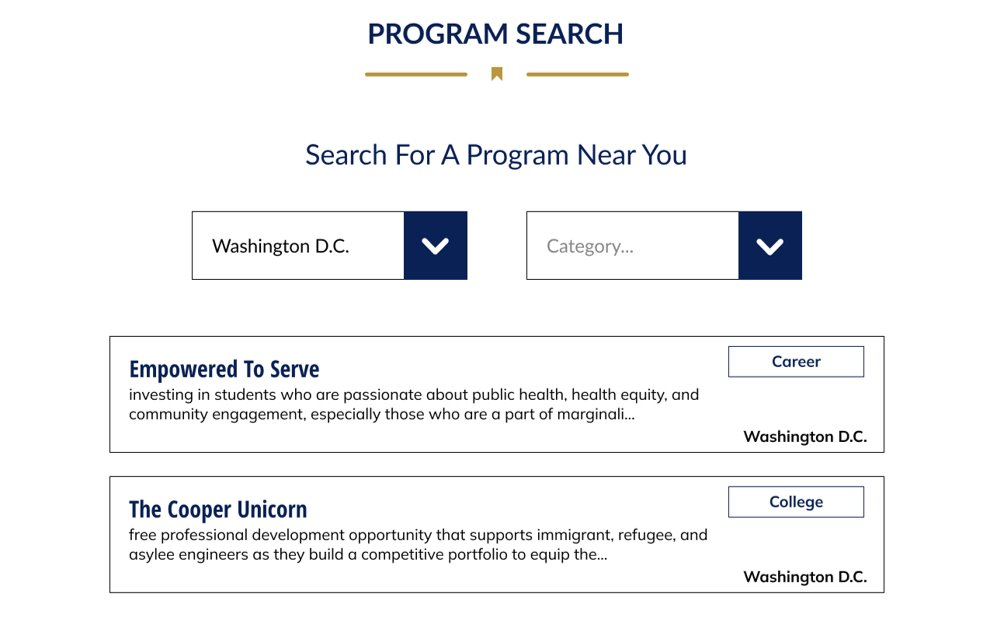 PROGRAM SEARCH
Search For A Program Near You
Washington D.C.
Category...
Empowered To Serve
Career
investing in students who are passionate about public health, health equity, and
community engagement, especially those who are a part of marginali...
Washington D.C.
The Cooper Unicorn
College
free professional development opportunity that supports immigrant, refugee, and
asylee engineers as they build a competitive portfolio to equip the...
Washington D.C.